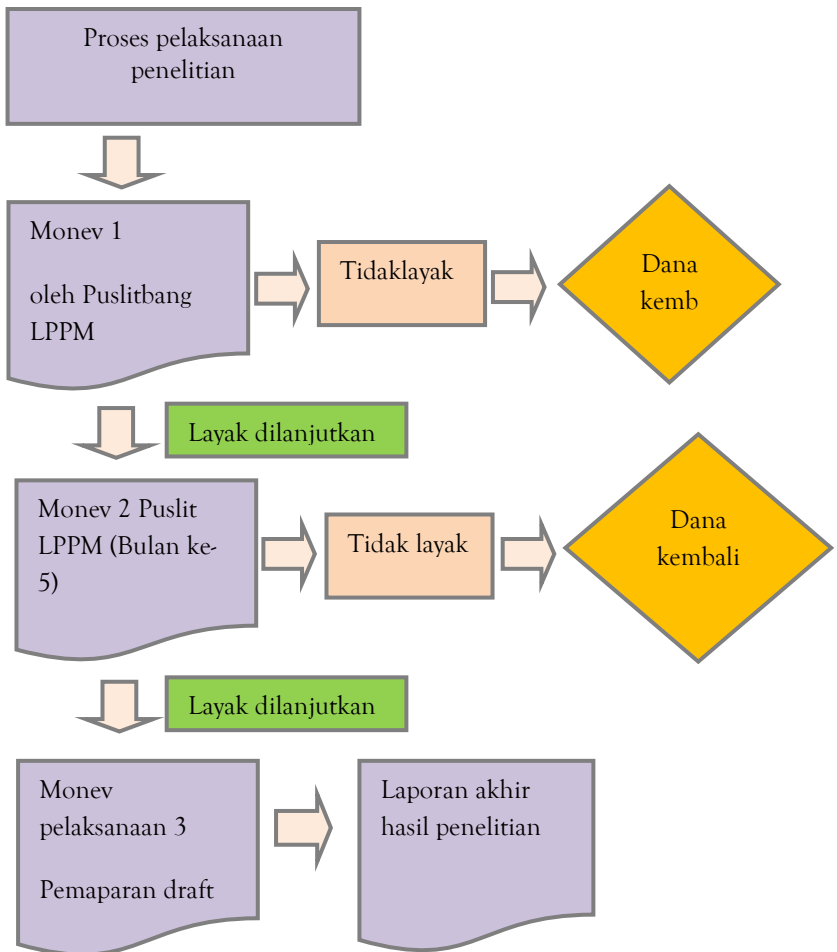 Proses pelaksanaan
penelitian
Monev 1
oleh Puslitbang
LPPM
Tidaklayak
Dana
kemb
Layak dilanjutkan
Monev 2 Puslit
LPPM (Bulan ke-
5)
Tidak layak
Dana
kembali
Layak dilanjutkan
Monev
pelaksanaan 3
Pemaparan draft
Laporan akhir
hasil penelitian